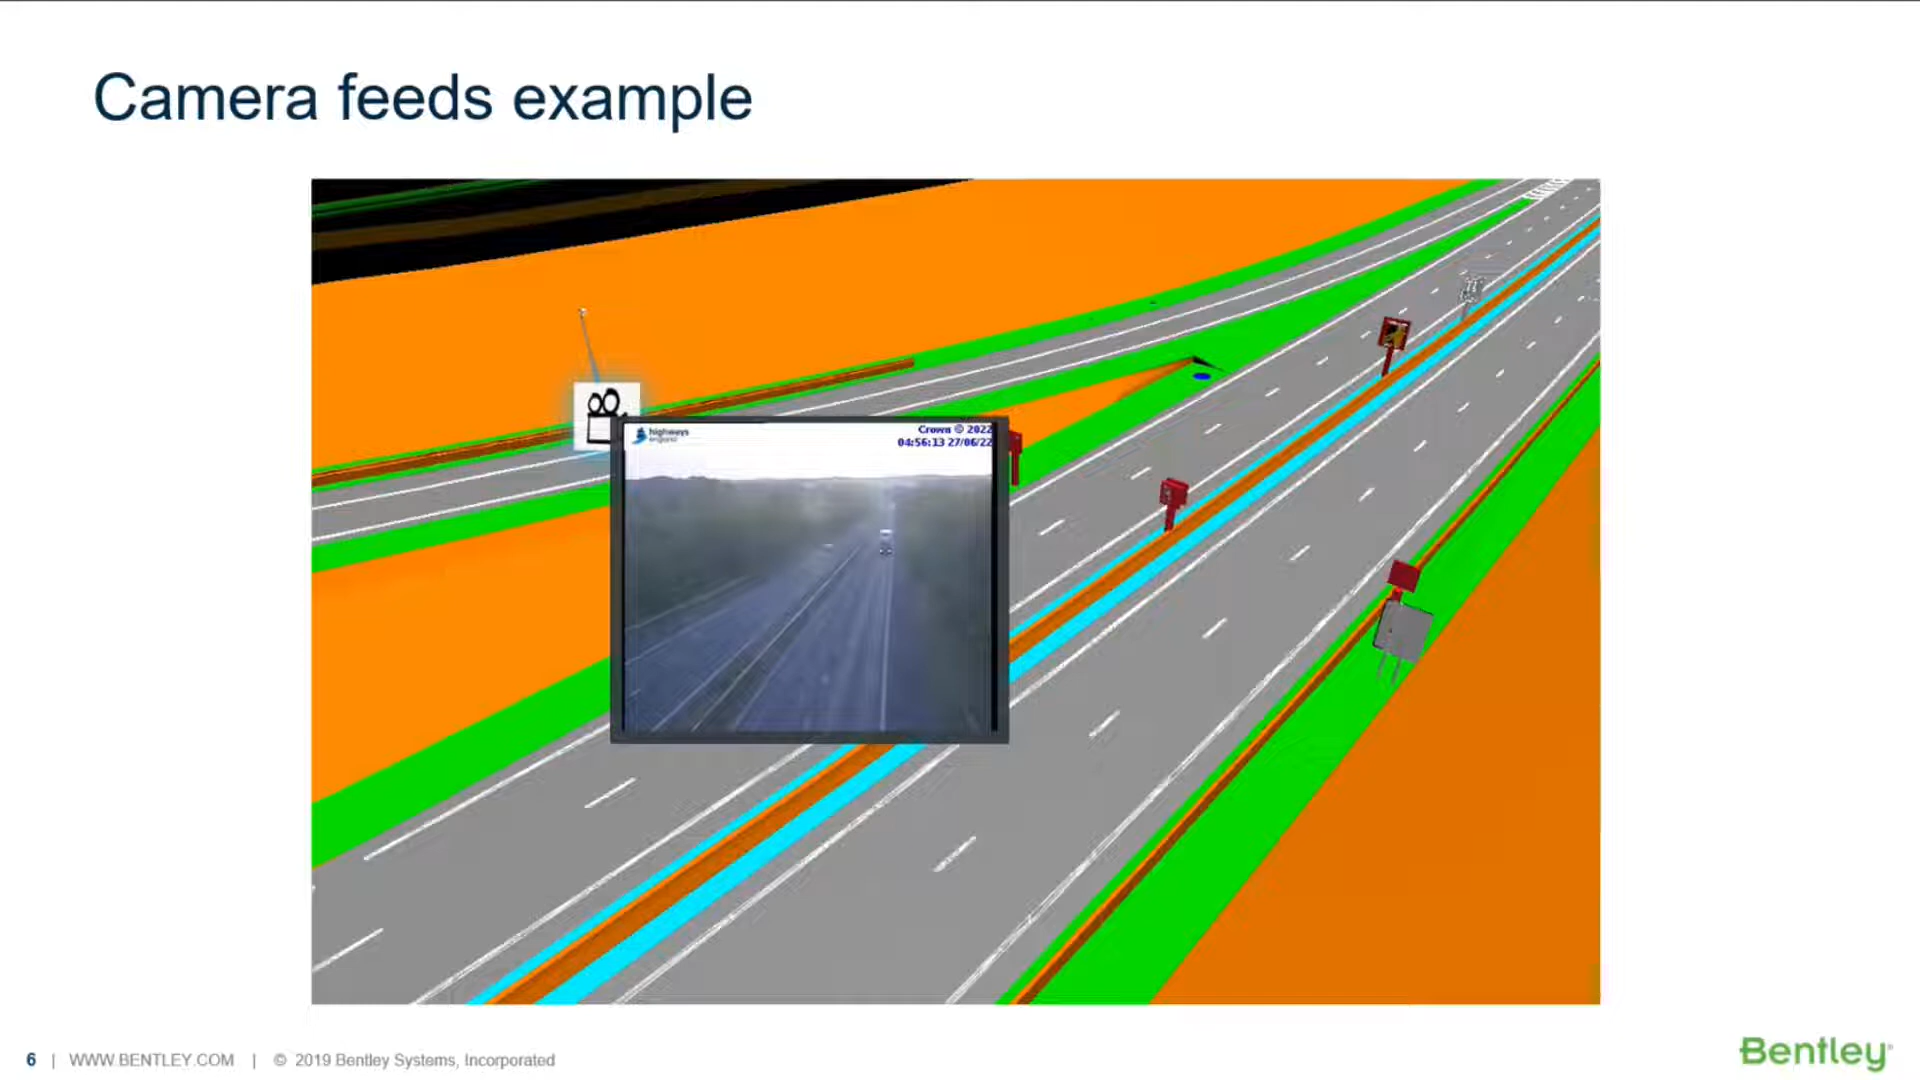 Camera feeds example
highways
england
Crown © 2022
04:56:13 27/06/22
6 | WWW.BENTLEY.COM | © 2019 Bentley Systems, Incorporated
Bentley®